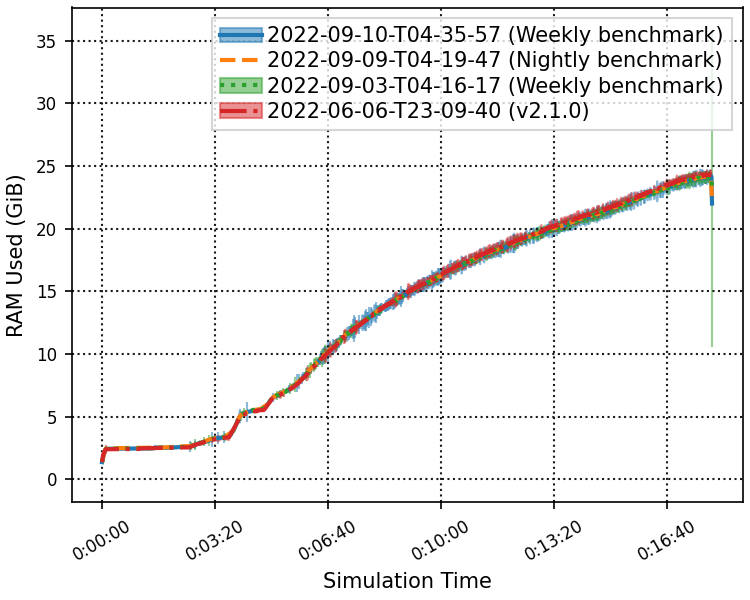 2022-09-10-T04-35-57 (Weekly benchmark)
2022-09-09-T04-19-47 (Nightly benchmark)
2022-09-03-T04-16-17 (Weekly benchmark)
2022-06-06-T23-09-40 (v2.1.0)
RAM Used (GiB)
35
30
25
20
15
10
5
0
0:00:00
0:03:20
0:06:40
0:10:00
0:13:20
0:16:40
Simulation Time